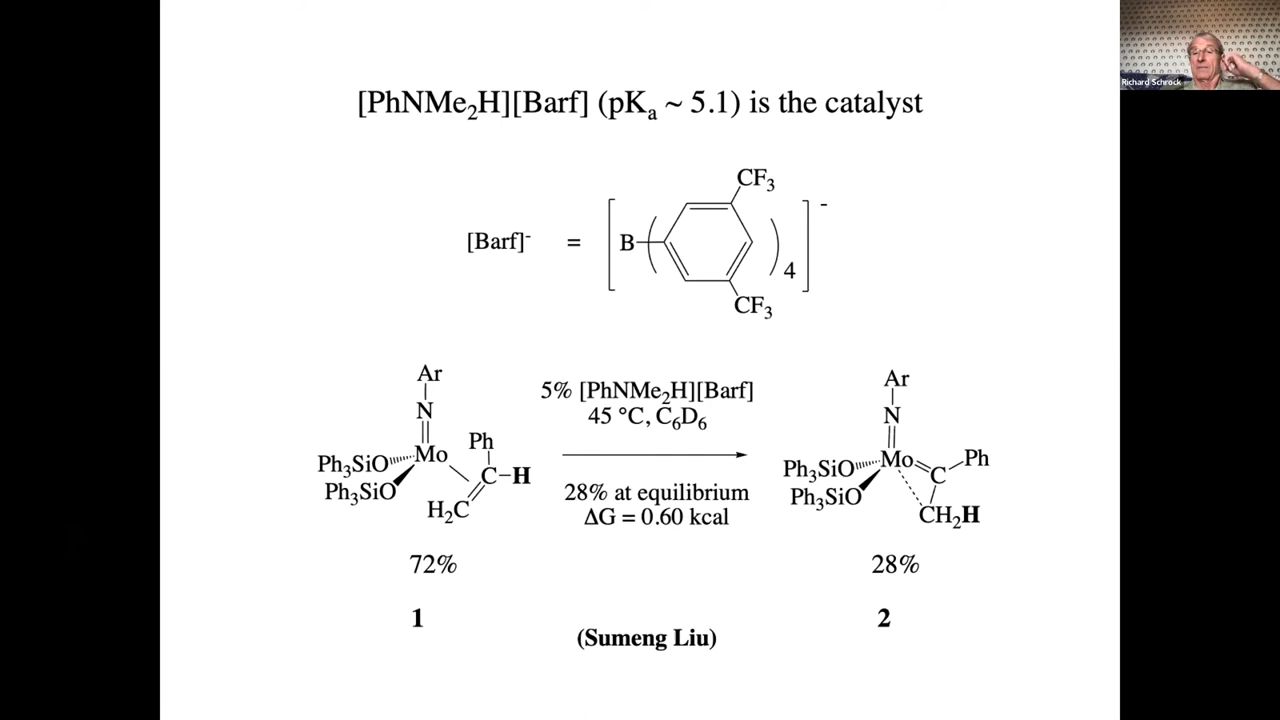 Richard Schrock
[PhNMe₂H][Barf] (pKₐ ~ 5.1) is the catalyst
CF₃
[Barf]⁻ = [B( )₄]⁻
CF₃
Ar
N
Mo
Ph₃SiO
Ph₃SiO
Ph
C-H
H₂C
72%
1
5% [PhNMe₂H][Barf]
45 °C, C₆D₆
28% at equilibrium
ΔG = 0.60 kcal
Ar
N
Mo
Ph₃SiO
Ph₃SiO
C
Ph
CH₂H
28%
2
(Sumeng Liu)